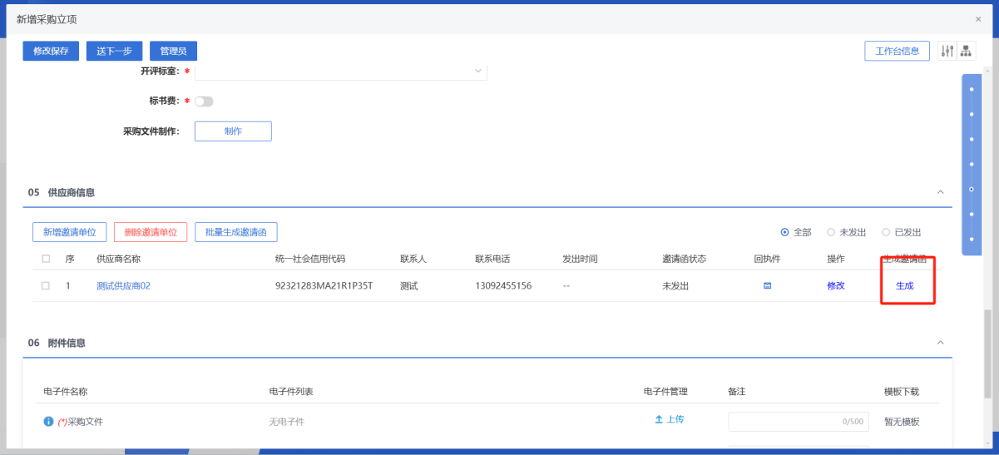 新增采购立项 ×
修改保存 送下一步 管理员 工作台信息
开评标室: *
标书费: *
采购文件制作: 制作
05 供应商信息
新增邀请单位 删除邀请单位 批量生成邀请函 全部 未发出 已发出
序 供应商名称 统一社会信用代码 联系人 联系电话 发出时间 邀请函状态 回执件 操作 生成邀请函
1 测试供应商02 92321283MA21R1P35T 测试 13092455156 -- 未发出 修改 生成
06 附件信息
电子件名称 电子件列表 电子件管理 备注 模板下载
(*)采购文件 无电子件 上传 0/500 暂无模板